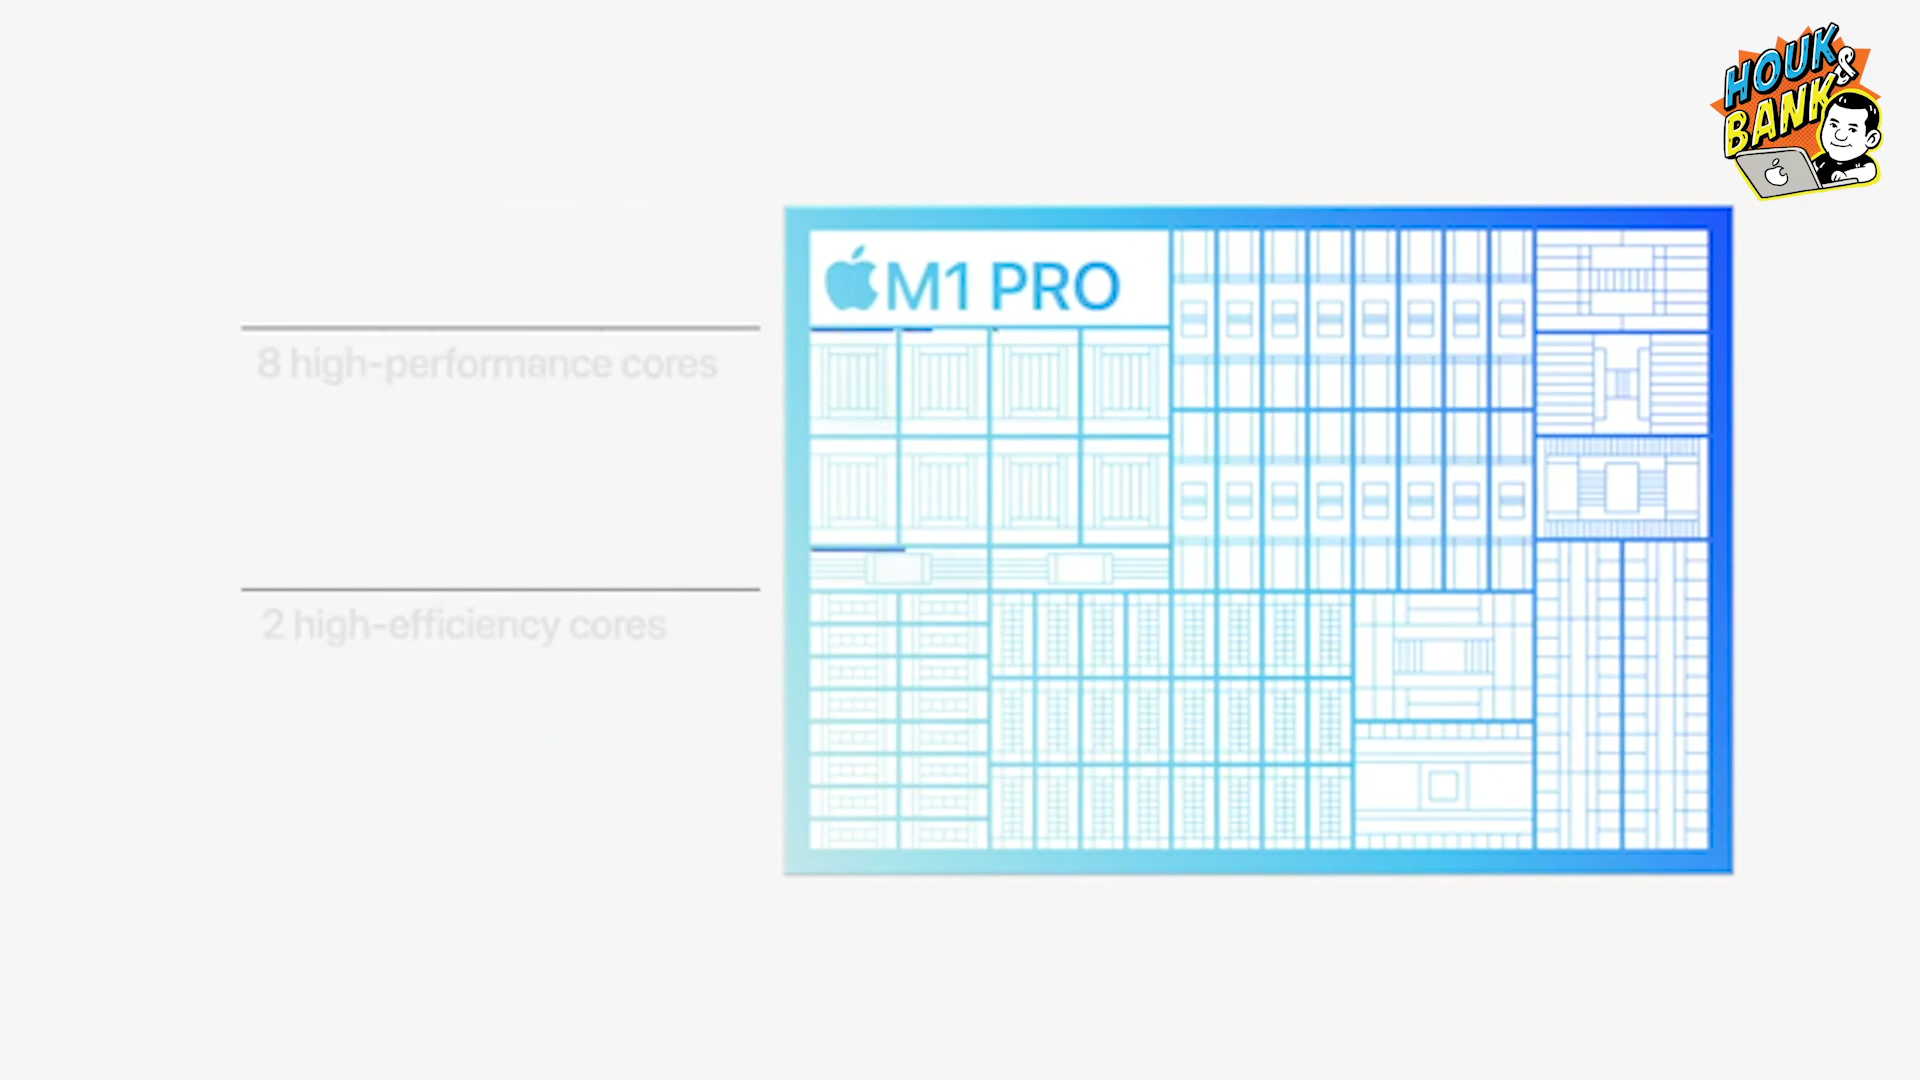 HOUK
&
BANK
M1 PRO
8 high-performance cores
2 high-efficiency cores